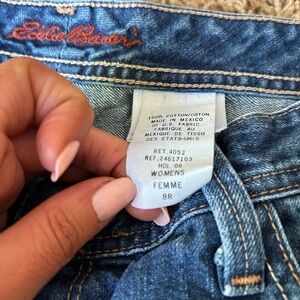 Eddie Bauer
100% COTTON/COTON
MADE IN MEXICO
OF U.S. FABRIC
FABRIQUE AU
MEXIQUE DE TISSU
DES ETATS-UNIS
RET.4052
REF.24617103
HOL 06
WOMENS
FEMME
8R